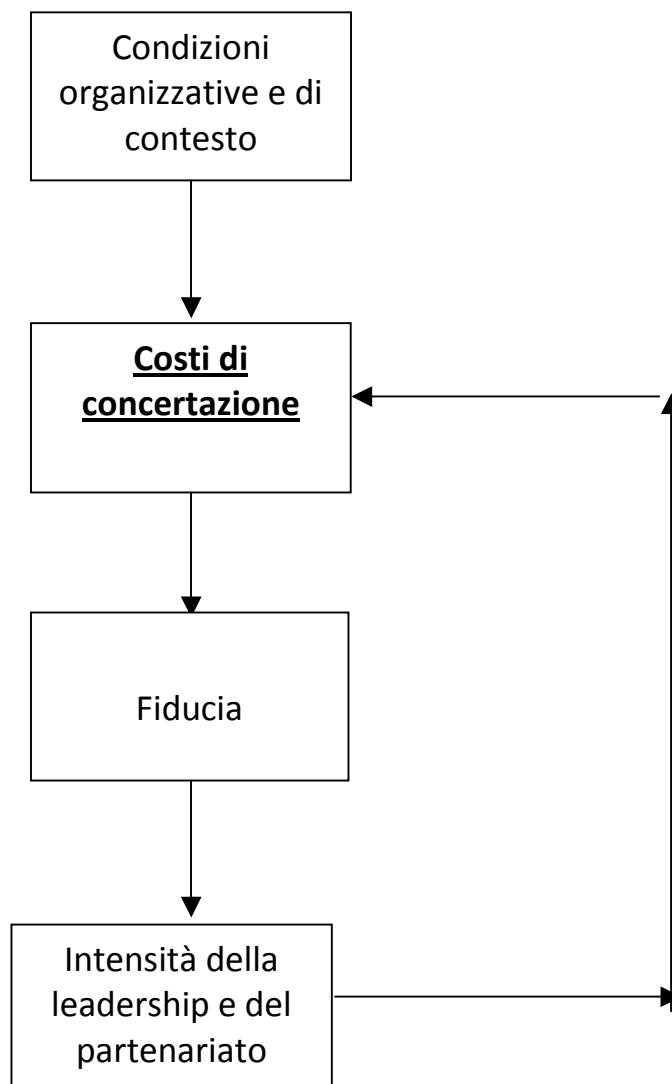 Condizioni
organizzative e di
contesto
Costi di
concertazione
Fiducia
Intensità della
leadership e del
partenariato